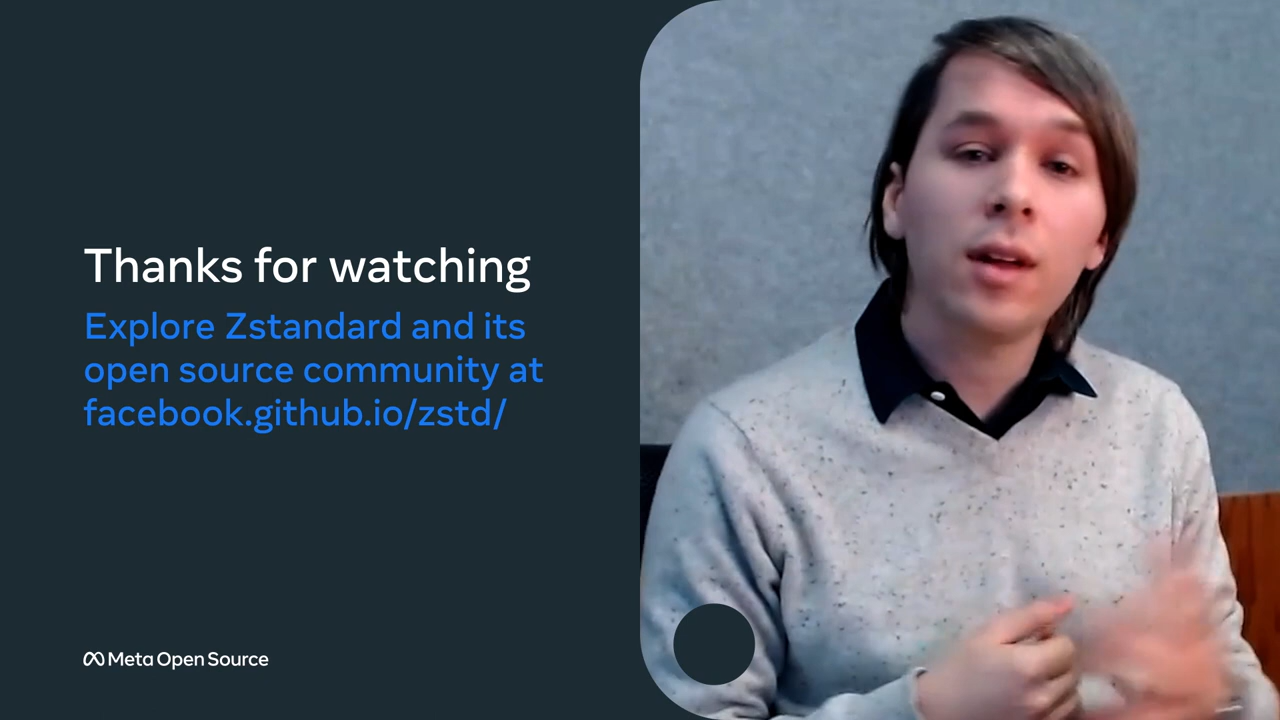 Thanks for watching
Explore Zstandard and its
open source community at
facebook.github.io/zstd/
Meta Open Source